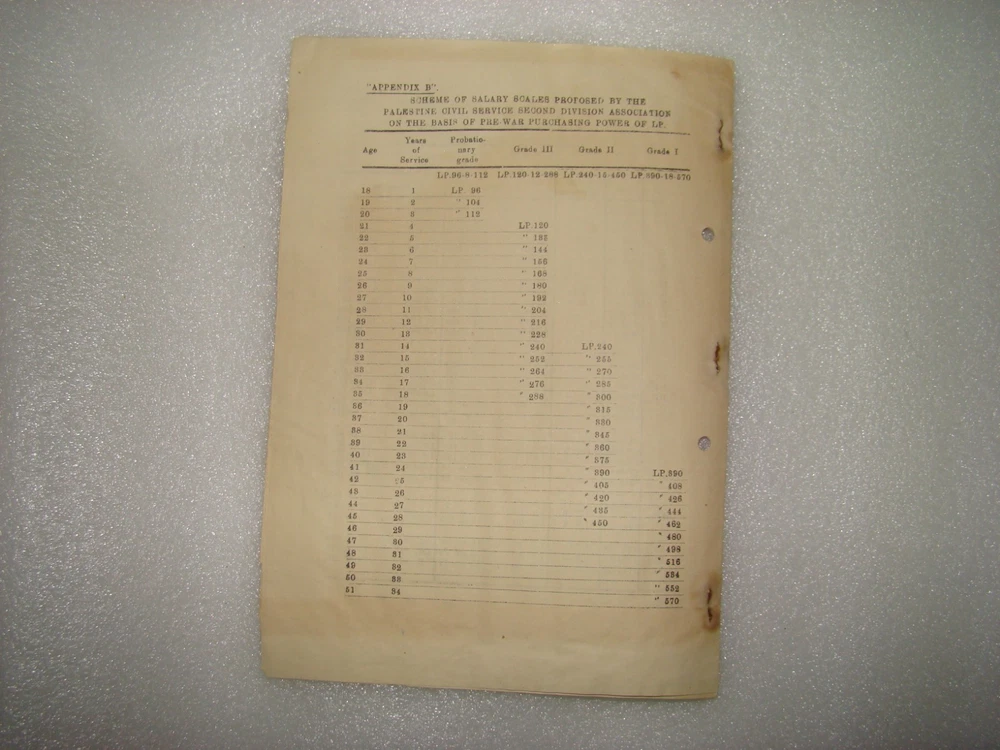 "APPENDIX B".
SCHEME OF SALARY SCALES PROPOSED BY THE
PALESTINE CIVIL SERVICE SECOND DIVISION ASSOCIATION
ON THE BASIS OF PRE-WAR PURCHASING POWER OF LP.
Age Years of Service Probationary grade Grade III Grade II Grade I
LP.96-8-112 LP.120-12-288 LP.240-15-450 LP.390-18-570
18 1 LP. 96
19 2 " 104
20 3 " 112
21 4 LP.120
22 5 " 132
23 6 " 144
24 7 " 156
25 8 " 168
26 9 " 180
27 10 " 192
28 11 " 204
29 12 " 216
30 13 " 228
31 14 " 240 LP.240
32 15 " 252 " 255
33 16 " 264 " 270
34 17 " 276 " 285
35 18 " 288 " 300
36 19 " 315
37 20 " 330
38 21 " 345
39 22 " 360
40 23 " 375
41 24 " 390 LP.390
42 25 " 405 " 408
43 26 " 420 " 426
44 27 " 435 " 444
45 28 " 450 " 462
46 29 " 480
47 30 " 498
48 31 " 516
49 32 " 534
50 33 " 552
51 34 " 570